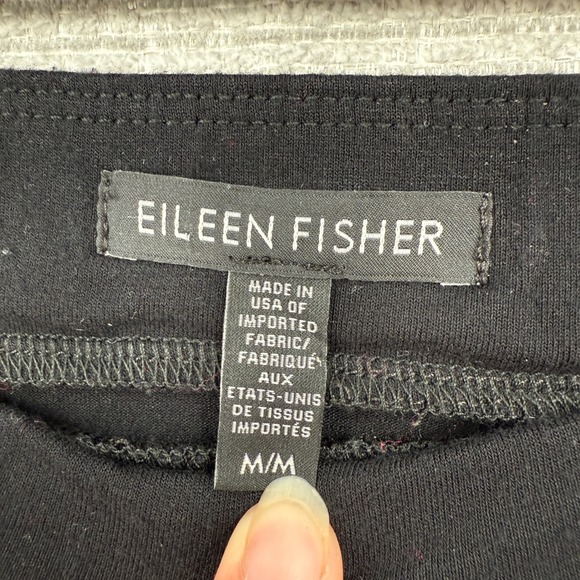 EILEEN FISHER
MADE IN
USA OF
IMPORTED
FABRIC/
FABRIQUÉ
AUX
ETATS-UNIS
DE TISSUS
IMPORTÉS
M/M